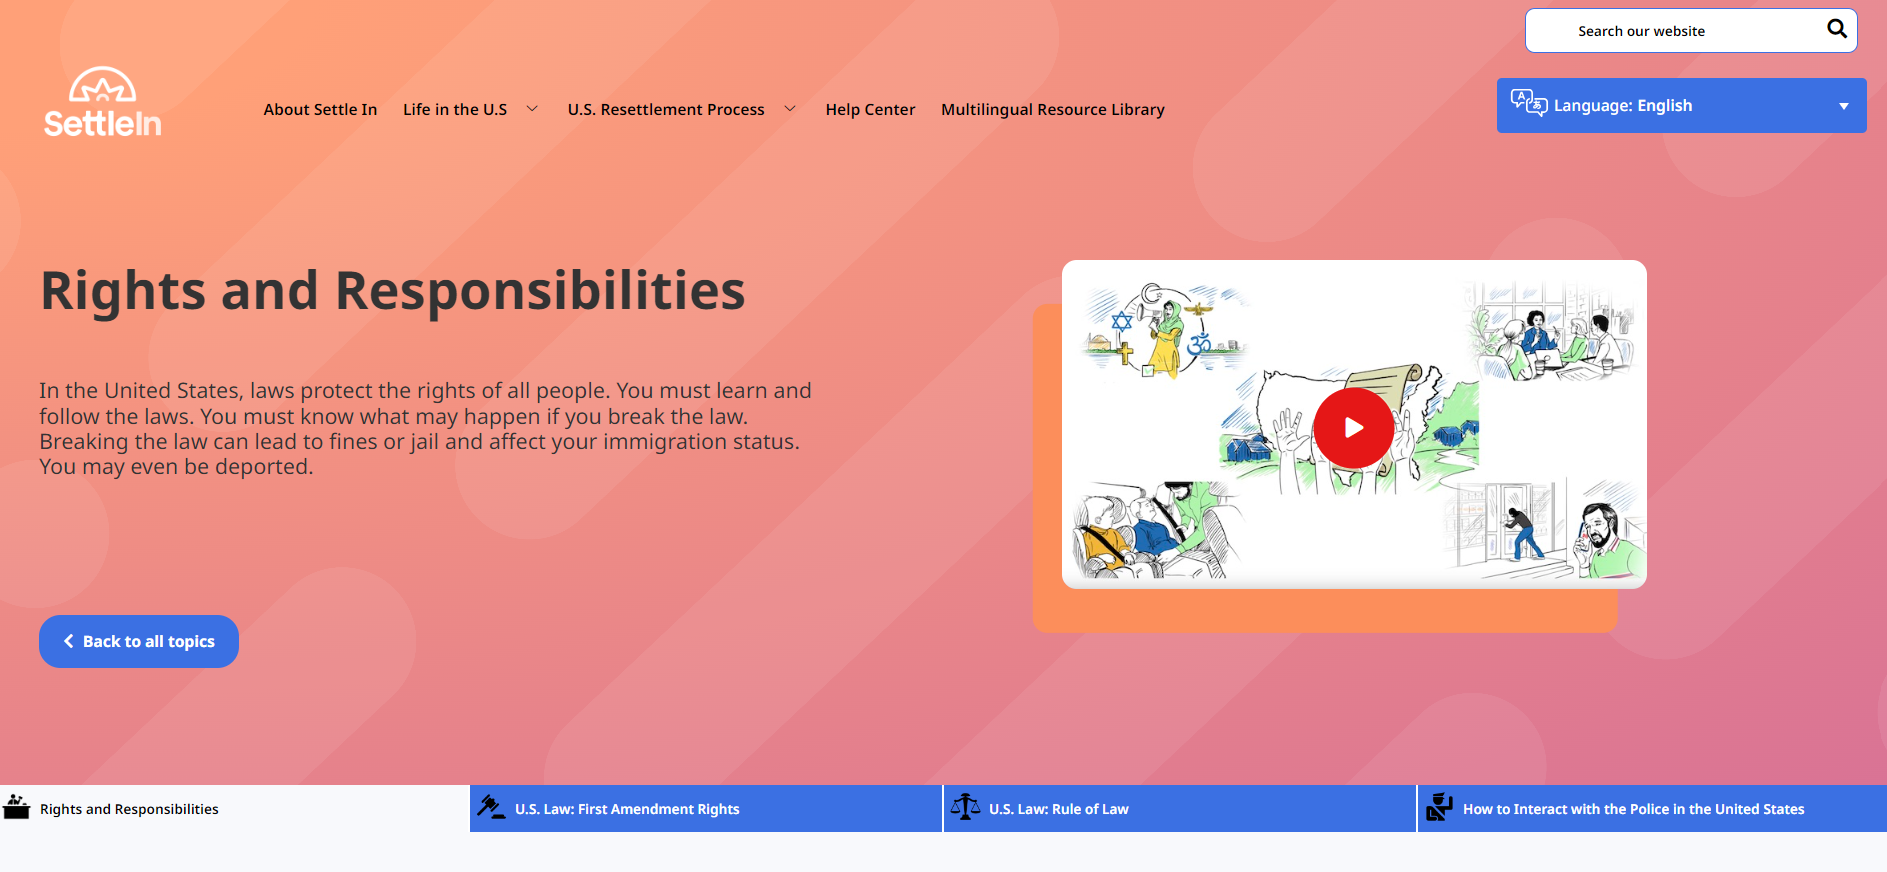 Search our website
SettleIn
About Settle In
Life in the U.S
U.S. Resettlement Process
Help Center
Multilingual Resource Library
Language: English
Rights and Responsibilities
In the United States, laws protect the rights of all people. You must learn and
follow the laws. You must know what may happen if you break the law.
Breaking the law can lead to fines or jail and affect your immigration status.
You may even be deported.
Back to all topics
Rights and Responsibilities
U.S. Law: First Amendment Rights
U.S. Law: Rule of Law
How to Interact with the Police in the United States